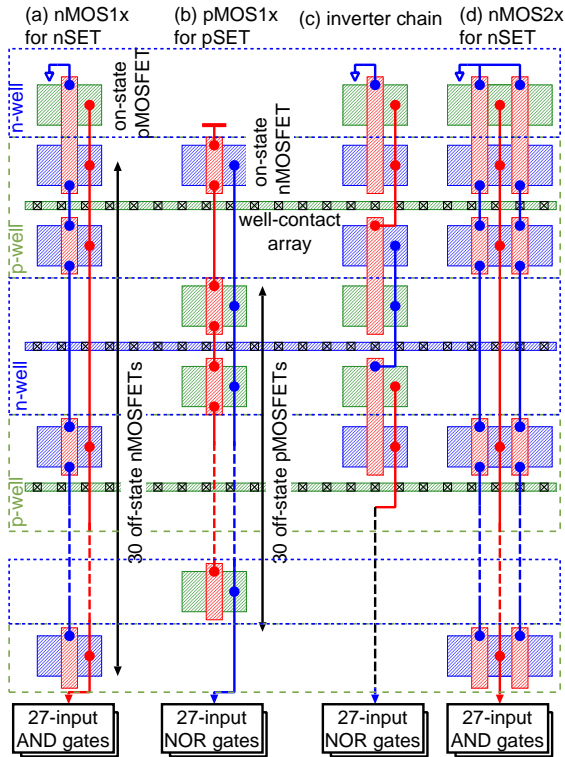 (a) nMOS1x
for nSET
(b) pMOS1x
for pSET
(c) inverter chain
(d) nMOS2x
for nSET
n-well
on-state
pMOSFET
on-state
nMOSFET
well-contact
array
p-well
n-well
30 off-state nMOSFETs
30 off-state pMOSFETs
p-well
27-input
AND gates
27-input
NOR gates
27-input
NOR gates
27-input
AND gates